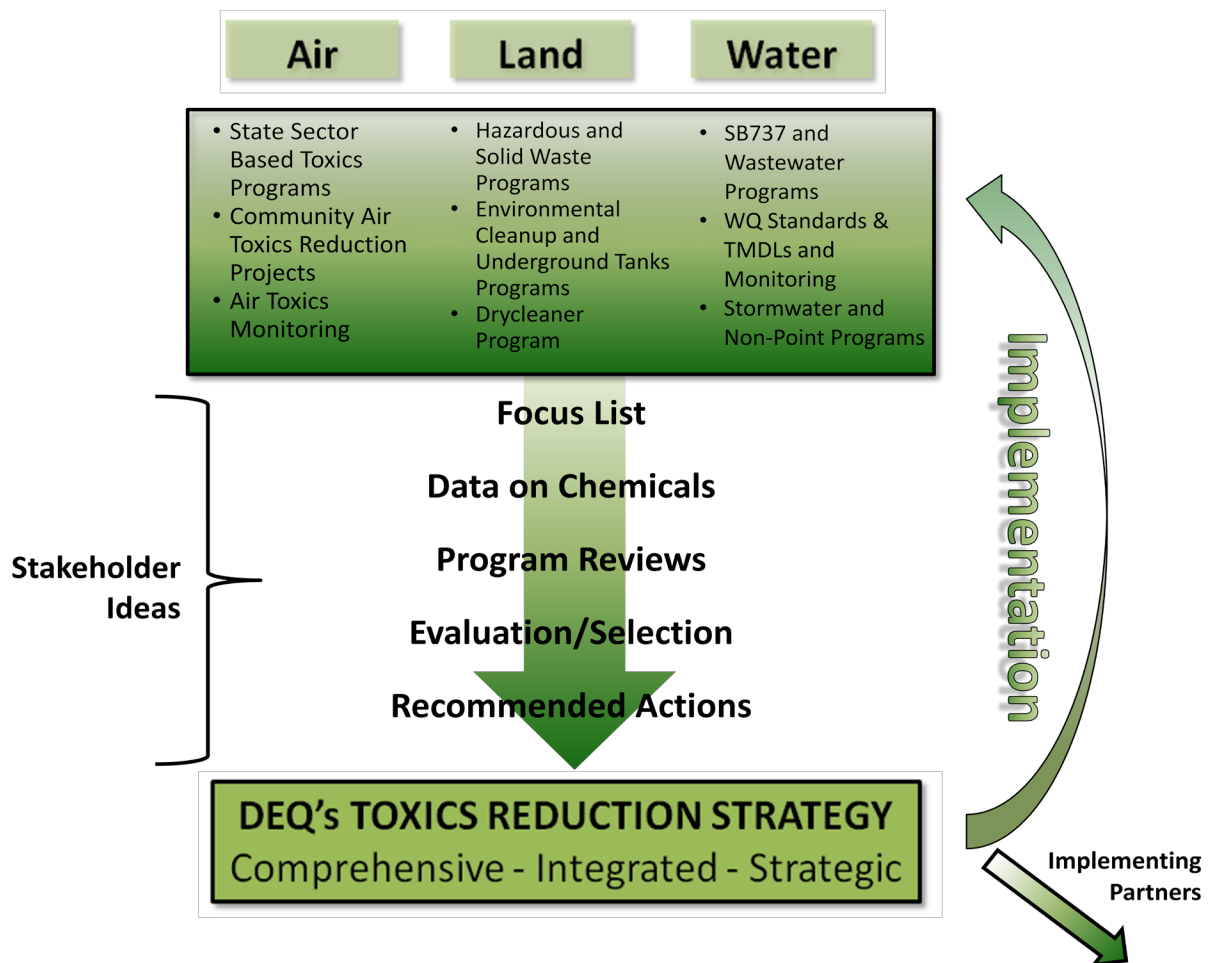 Air
Land
Water
• State Sector
Based Toxics
Programs
• Community Air
Toxics Reduction
Projects
• Air Toxics
Monitoring
• Hazardous and
Solid Waste
Programs
• Environmental
Cleanup and
Underground Tanks
Programs
• Drycleaner
Program
• SB737 and
Wastewater
Programs
• WQ Standards &
TMDLs and
Monitoring
• Stormwater and
Non-Point Programs
Focus List
Data on Chemicals
Program Reviews
Evaluation/Selection
Recommended Actions
Stakeholder
Ideas
Implementation
DEQ's TOXICS REDUCTION STRATEGY
Comprehensive - Integrated - Strategic
Implementing
Partners